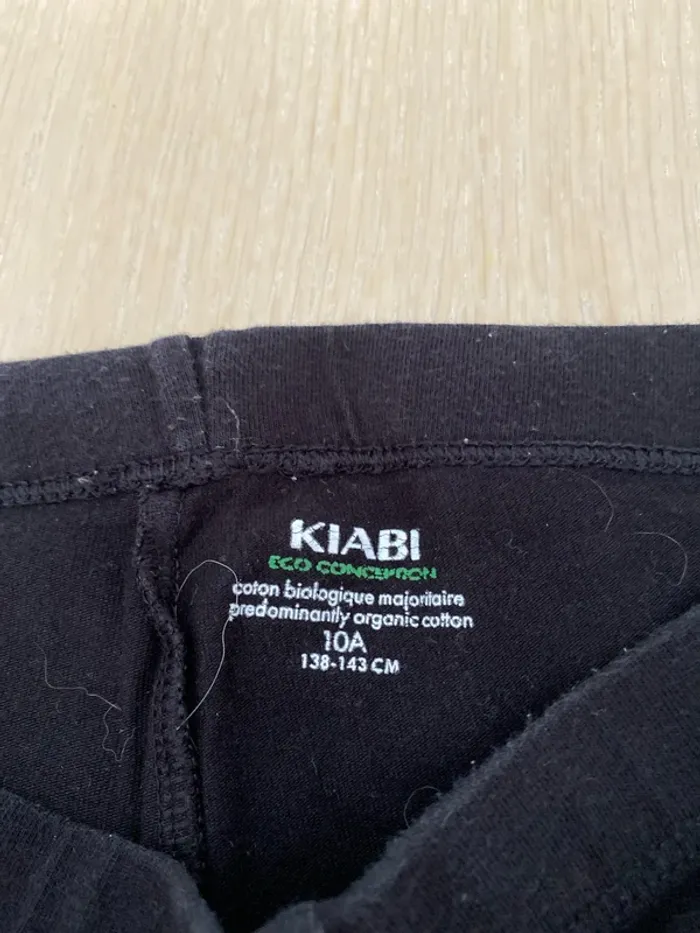 KIABI
ECO CONCEPTION
coton biologique majoritaire
predominantly organic cotton
10A
138-143 CM